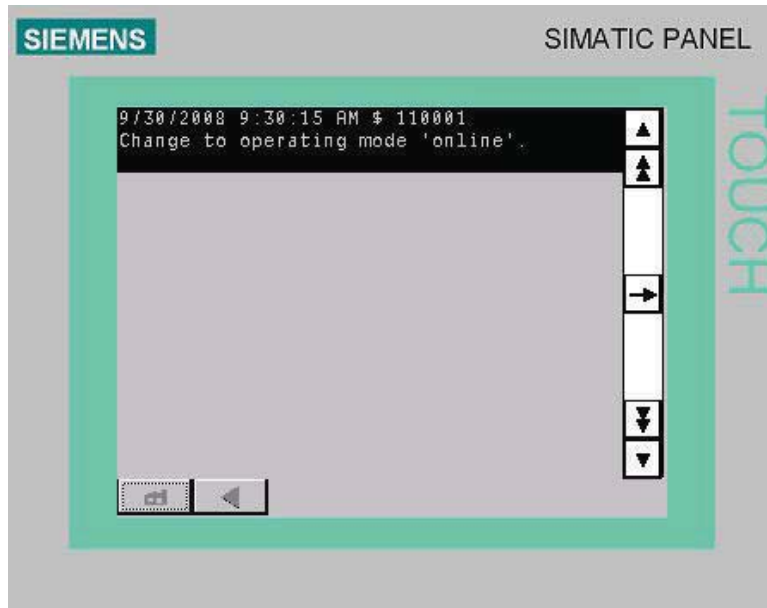 SIEMENS
SIMATIC PANEL
TOUCH
9/30/2008 9:30:15 AM $ 110001
Change to operating mode 'online'.